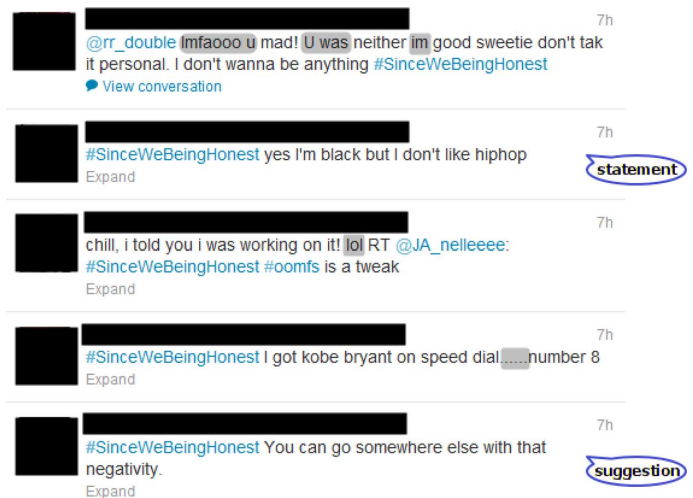 7h
@rr_double lmfaooo u mad! U was neither im good sweetie don't tak
it personal. I don't wanna be anything #SinceWeBeingHonest
View conversation
7h
#SinceWeBeingHonest yes I'm black but I don't like hiphop
statement
Expand
7h
chill, i told you i was working on it! lol RT @JA_nelleeee:
#SinceWeBeingHonest #oomfs is a tweak
Expand
7h
#SinceWeBeingHonest I got kobe bryant on speed dial......number 8
Expand
7h
#SinceWeBeingHonest You can go somewhere else with that
negativity.
suggestion
Expand